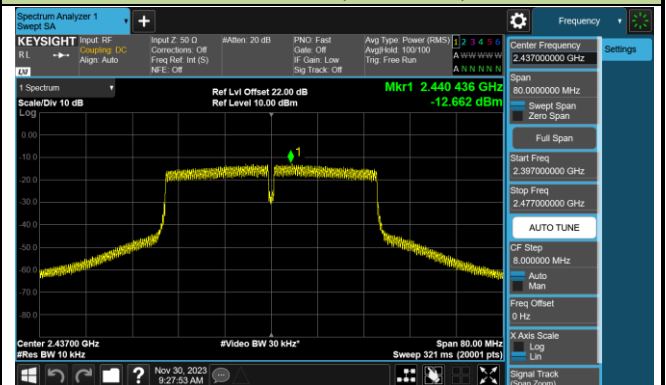 Spectrum Analyzer 1
Swept SA
Frequency
KEYSIGHT
RL
Input: RF
Coupling: DC
Align: Auto
Input Z: 50 Ω
Corrections: Off
Freq Ref: Int (S)
NFE: Off
#Atten: 20 dB
PNO: Fast
Gate: Off
IF Gain: Low
Sig Track: Off
Avg Type: Power (RMS)
Avg|Hold: 100/100
Trig: Free Run
1 2 3 4 5 6
A W W W W W
A N N N N N
LXI
1 Spectrum
Scale/Div 10 dB
Log
Ref Lvl Offset 22.00 dB
Ref Level 10.00 dBm
Mkr1 2.440 436 GHz
-12.662 dBm
1
0.00
-10.0
-20.0
-30.0
-40.0
-50.0
-60.0
-70.0
-80.0
Center 2.43700 GHz
#Res BW 10 kHz
#Video BW 30 kHz*
Span 80.00 MHz
Sweep 321 ms (20001 pts)
Nov 30, 2023
9:27:53 AM
Settings
Center Frequency
2.437000000 GHz
Span
80.0000000 MHz
Swept Span
Zero Span
Full Span
Start Freq
2.397000000 GHz
Stop Freq
2.477000000 GHz
AUTO TUNE
CF Step
8.000000 MHz
Auto
Man
Freq Offset
0 Hz
X Axis Scale
Log
Lin
Signal Track
(Span Zoom)